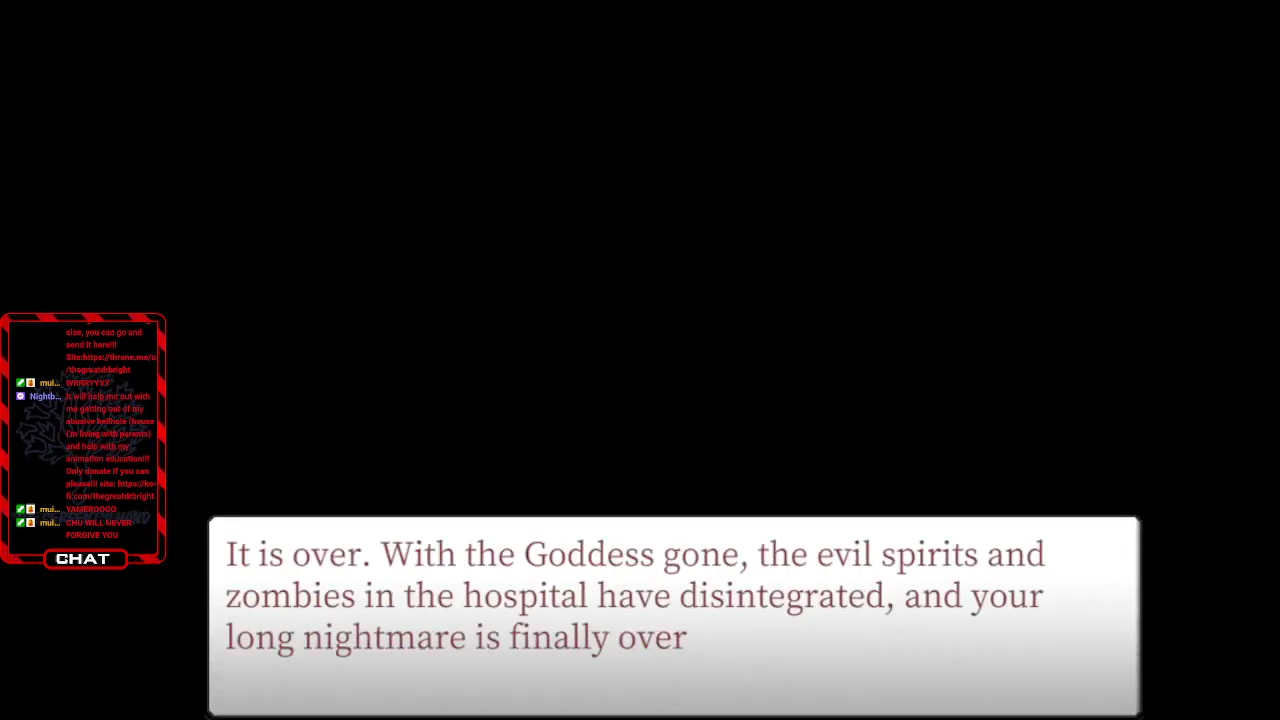 else, you can go and
send it here!!!
Site:https://throne.me/u
/thegreatdrbright
mui... WRRRYYYY
Nightb... It will help me out with
me getting out of my
abusive hellhole (house
I'm living with parents)
and help with my
animation education!!!
Only donate if you can
please!!! site: https://ko-
fi.com/thegreatdrbright
mui... YAMEROOOO
mui... CHU WILL NEVER
FORGIVE YOU
CHAT
It is over. With the Goddess gone, the evil spirits and
zombies in the hospital have disintegrated, and your
long nightmare is finally over